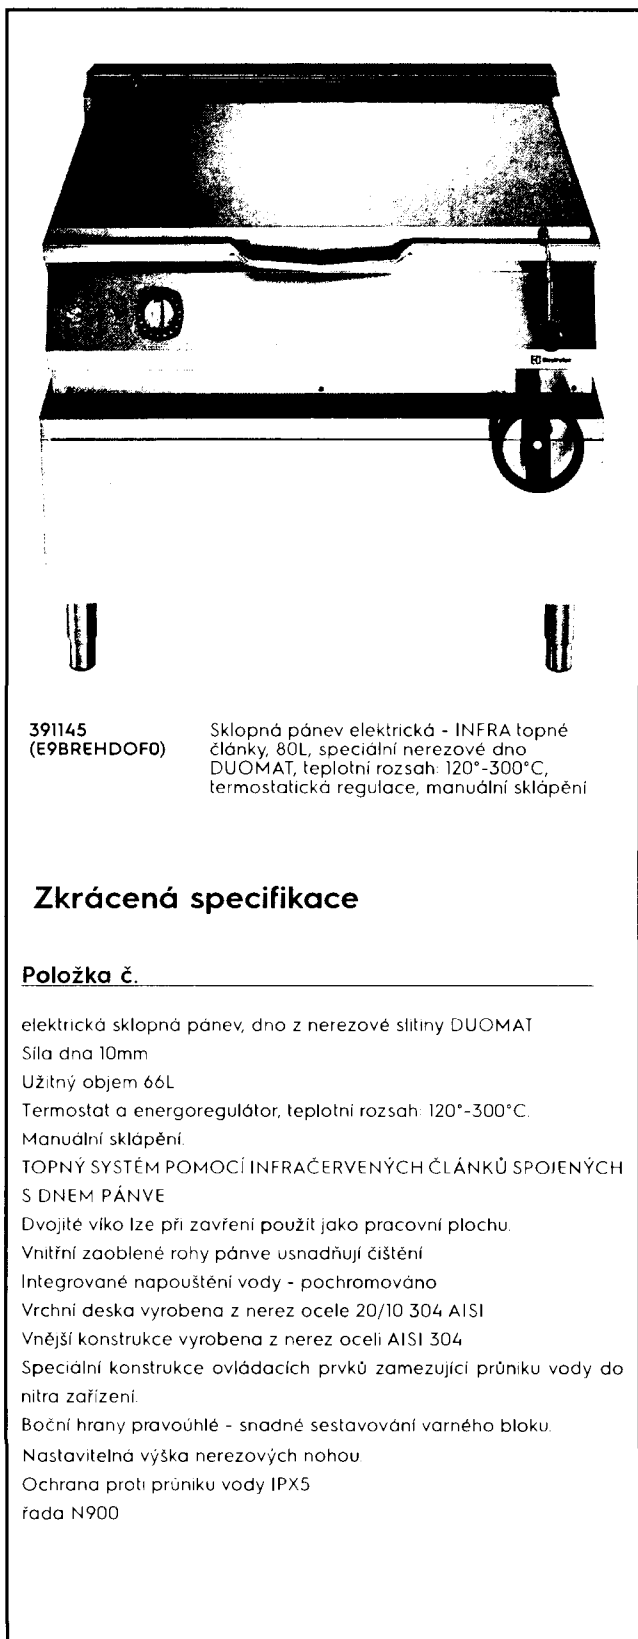 Electrolux
391145
(E9BREHDOF0)
Sklopná pánev elektrická - INFRA topné
články, 80L, speciální nerezové dno
DUOMAT, teplotní rozsah: 120°-300°C,
termostatická regulace, manuální sklápění
Zkrácená specifikace
Položka č.
elektrická sklopná pánev, dno z nerezové slitiny DUOMAT
Síla dna 10mm
Užitný objem 66L
Termostat a energoregulátor, teplotní rozsah: 120°-300°C.
Manuální sklápění.
TOPNÝ SYSTÉM POMOCÍ INFRAČERVENÝCH ČLÁNKŮ SPOJENÝCH
S DNEM PÁNVE
Dvojité víko lze při zavření použít jako pracovní plochu.
Vnitřní zaoblené rohy pánve usnadňují čištění
Integrované napouštění vody - pochromováno
Vrchní deska vyrobena z nerez ocele 20/10 304 AISI
Vnější konstrukce vyrobena z nerez oceli AISI 304
Speciální konstrukce ovládacích prvků zamezující průniku vody do
nitra zařízení.
Boční hrany pravoúhlé - snadné sestavování varného bloku.
Nastavitelná výška nerezových nohou.
Ochrana proti průniku vody IPX5
řada N900